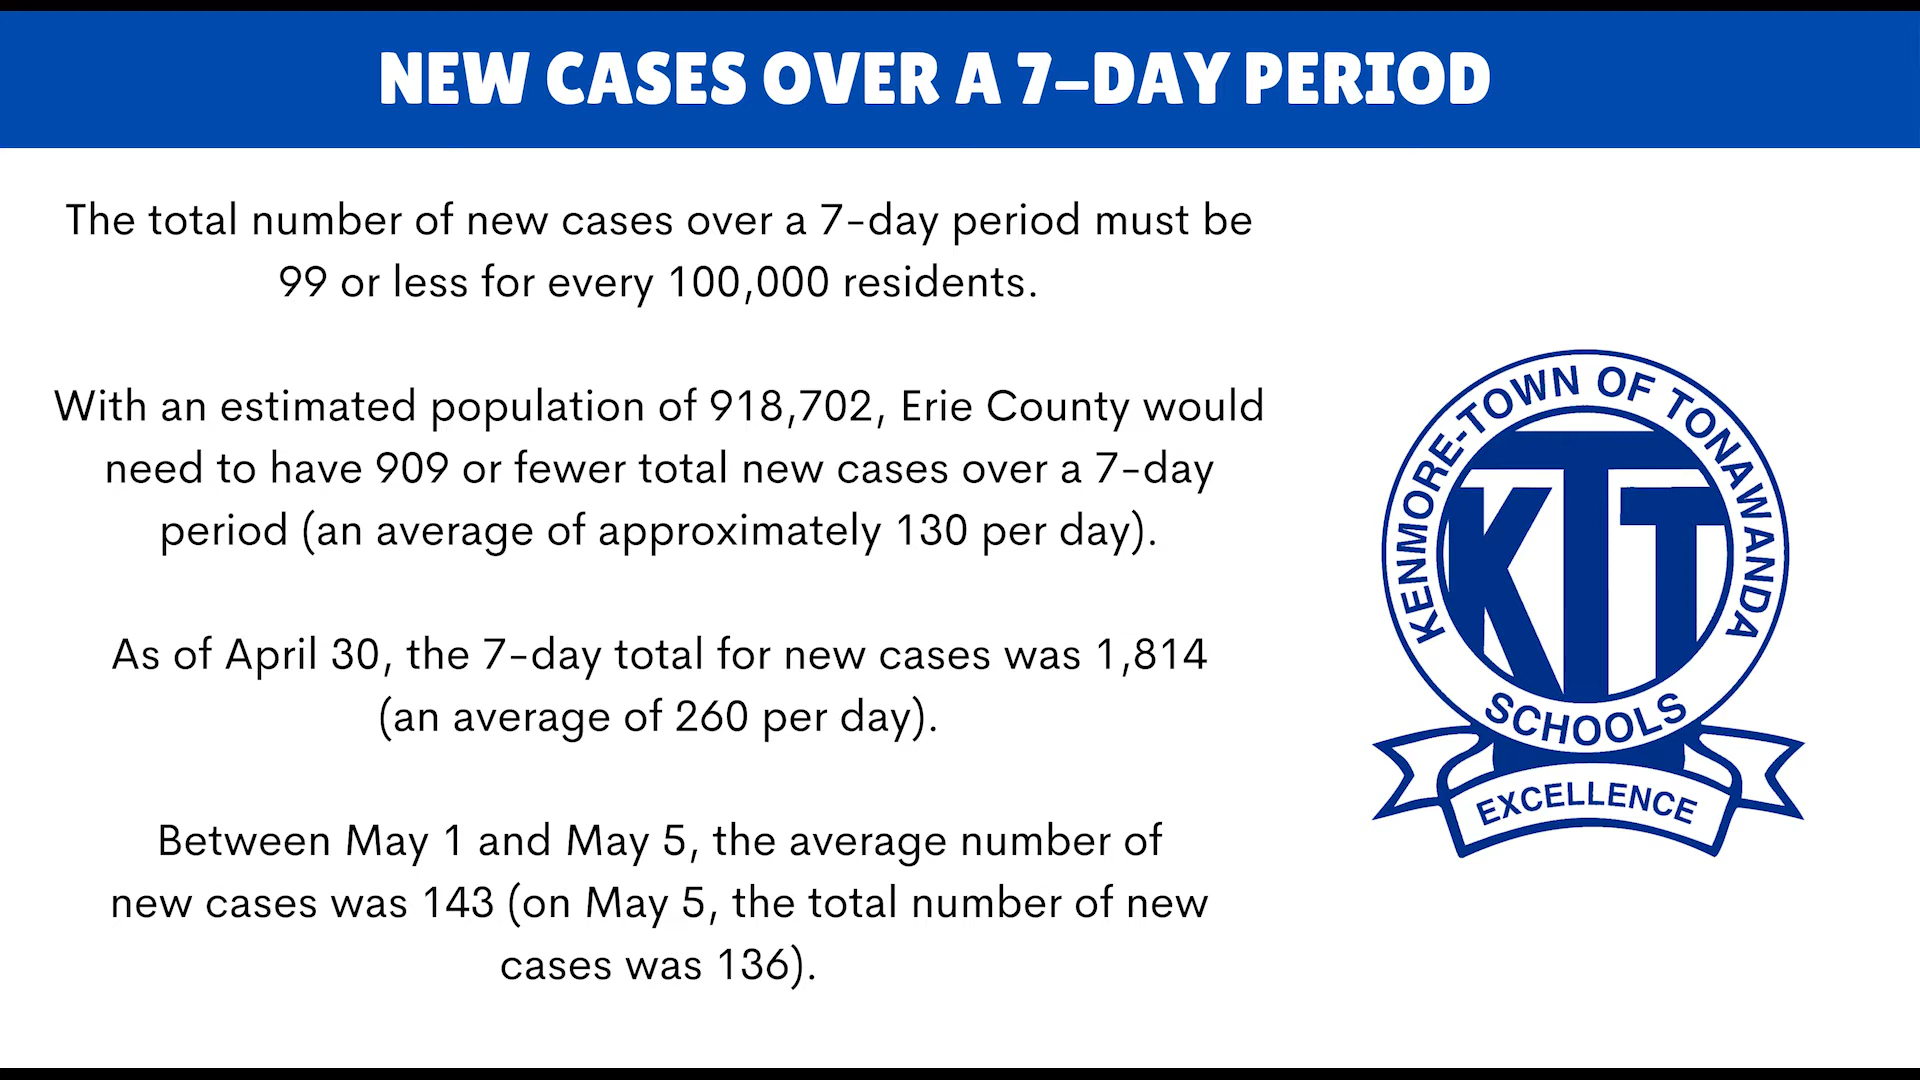 NEW CASES OVER A 7-DAY PERIOD
The total number of new cases over a 7-day period must be
99 or less for every 100,000 residents.
With an estimated population of 918,702, Erie County would
need to have 909 or fewer total new cases over a 7-day
period (an average of approximately 130 per day).
As of April 30, the 7-day total for new cases was 1,814
(an average of 260 per day).
Between May 1 and May 5, the average number of
new cases was 143 (on May 5, the total number of new
cases was 136).
KENMORE-TOWN OF TONAWANDA
KTT
SCHOOLS
EXCELLENCE